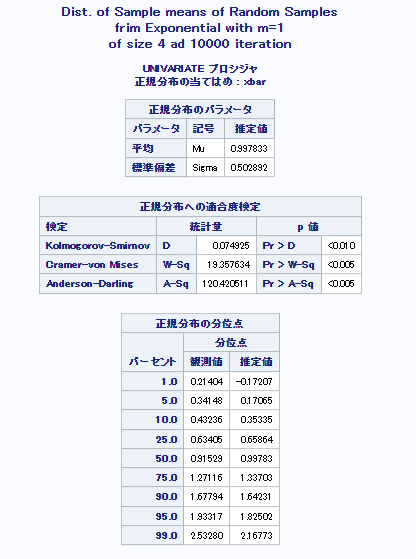 Dist. of Sample means of Random Samples
frim Exponential with m=1
of size 4 ad 10000 iteration
UNIVARIATE プロシジャ
正規分布の当てはめ : xbar
正規分布のパラメータ
パラメータ 記号 推定値
平均 Mu 0.997833
標準偏差 Sigma 0.502892
正規分布への適合度検定
検定 統計量 p 値
Kolmogorov-Smirnov D 0.074925 Pr > D <0.010
Cramer-von Mises W-Sq 19.357634 Pr > W-Sq <0.005
Anderson-Darling A-Sq 120.420511 Pr > A-Sq <0.005
正規分布の分位点
分位点
パーセント 観測値 推定値
1.0 0.21404 -0.17207
5.0 0.34148 0.17065
10.0 0.43236 0.35335
25.0 0.63405 0.65864
50.0 0.91529 0.99783
75.0 1.27116 1.33703
90.0 1.67794 1.64231
95.0 1.93317 1.82502
99.0 2.53280 2.16773